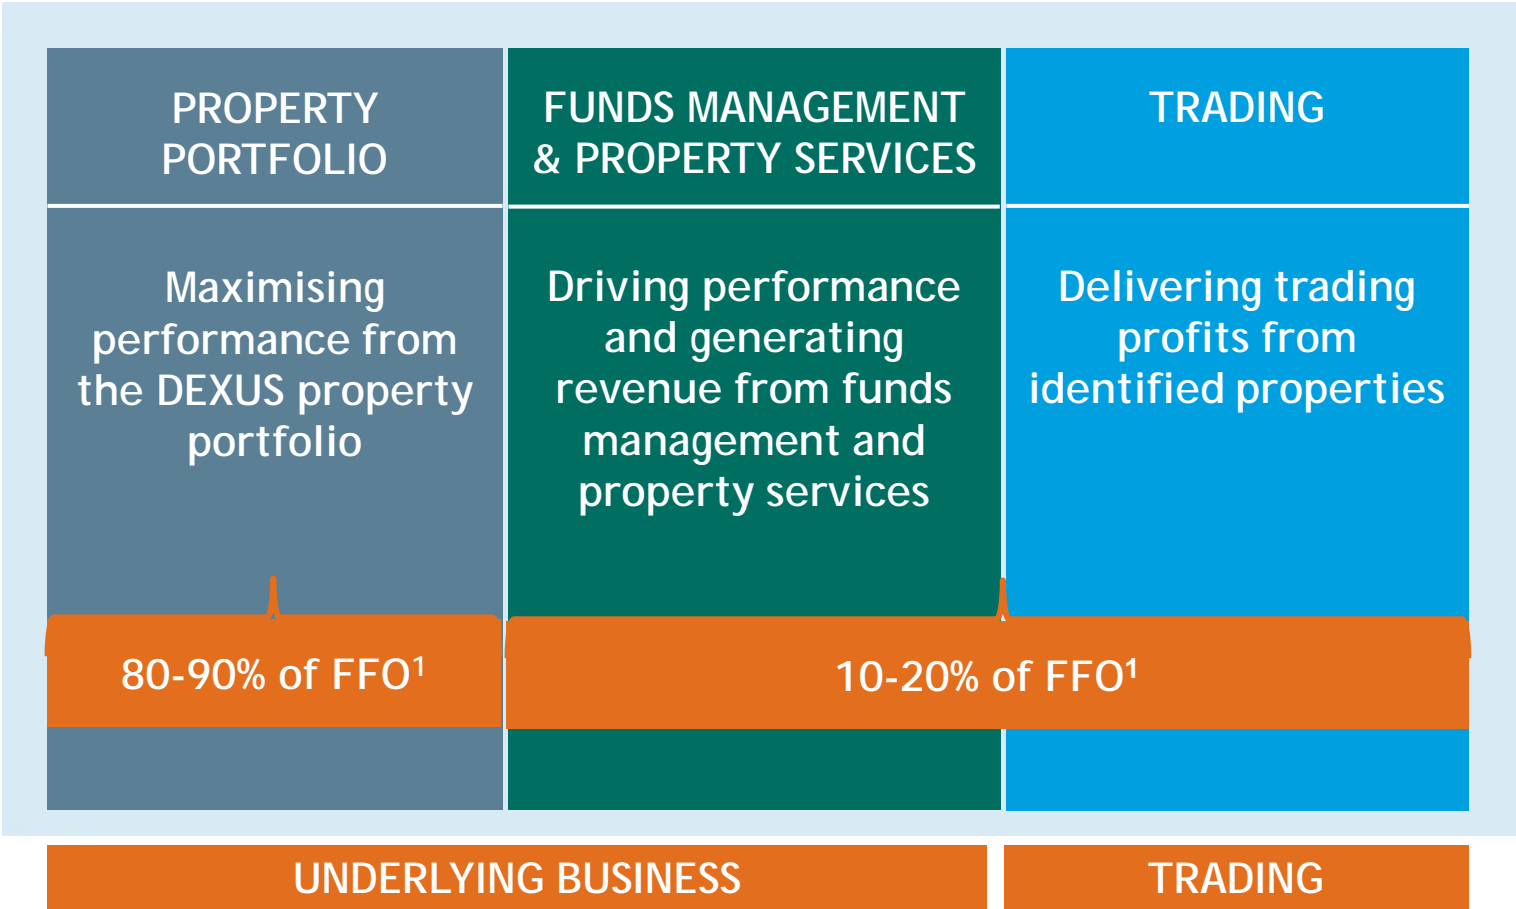 PROPERTY
PORTFOLIO
Maximising
performance from
the DEXUS property
portfolio
FUNDS MANAGEMENT
& PROPERTY SERVICES
Driving performance
and generating
revenue from funds
management and
property services
TRADING
Delivering trading
profits from
identified properties
80-90% of FFO¹
10-20% of FFO¹
UNDERLYING BUSINESS
TRADING